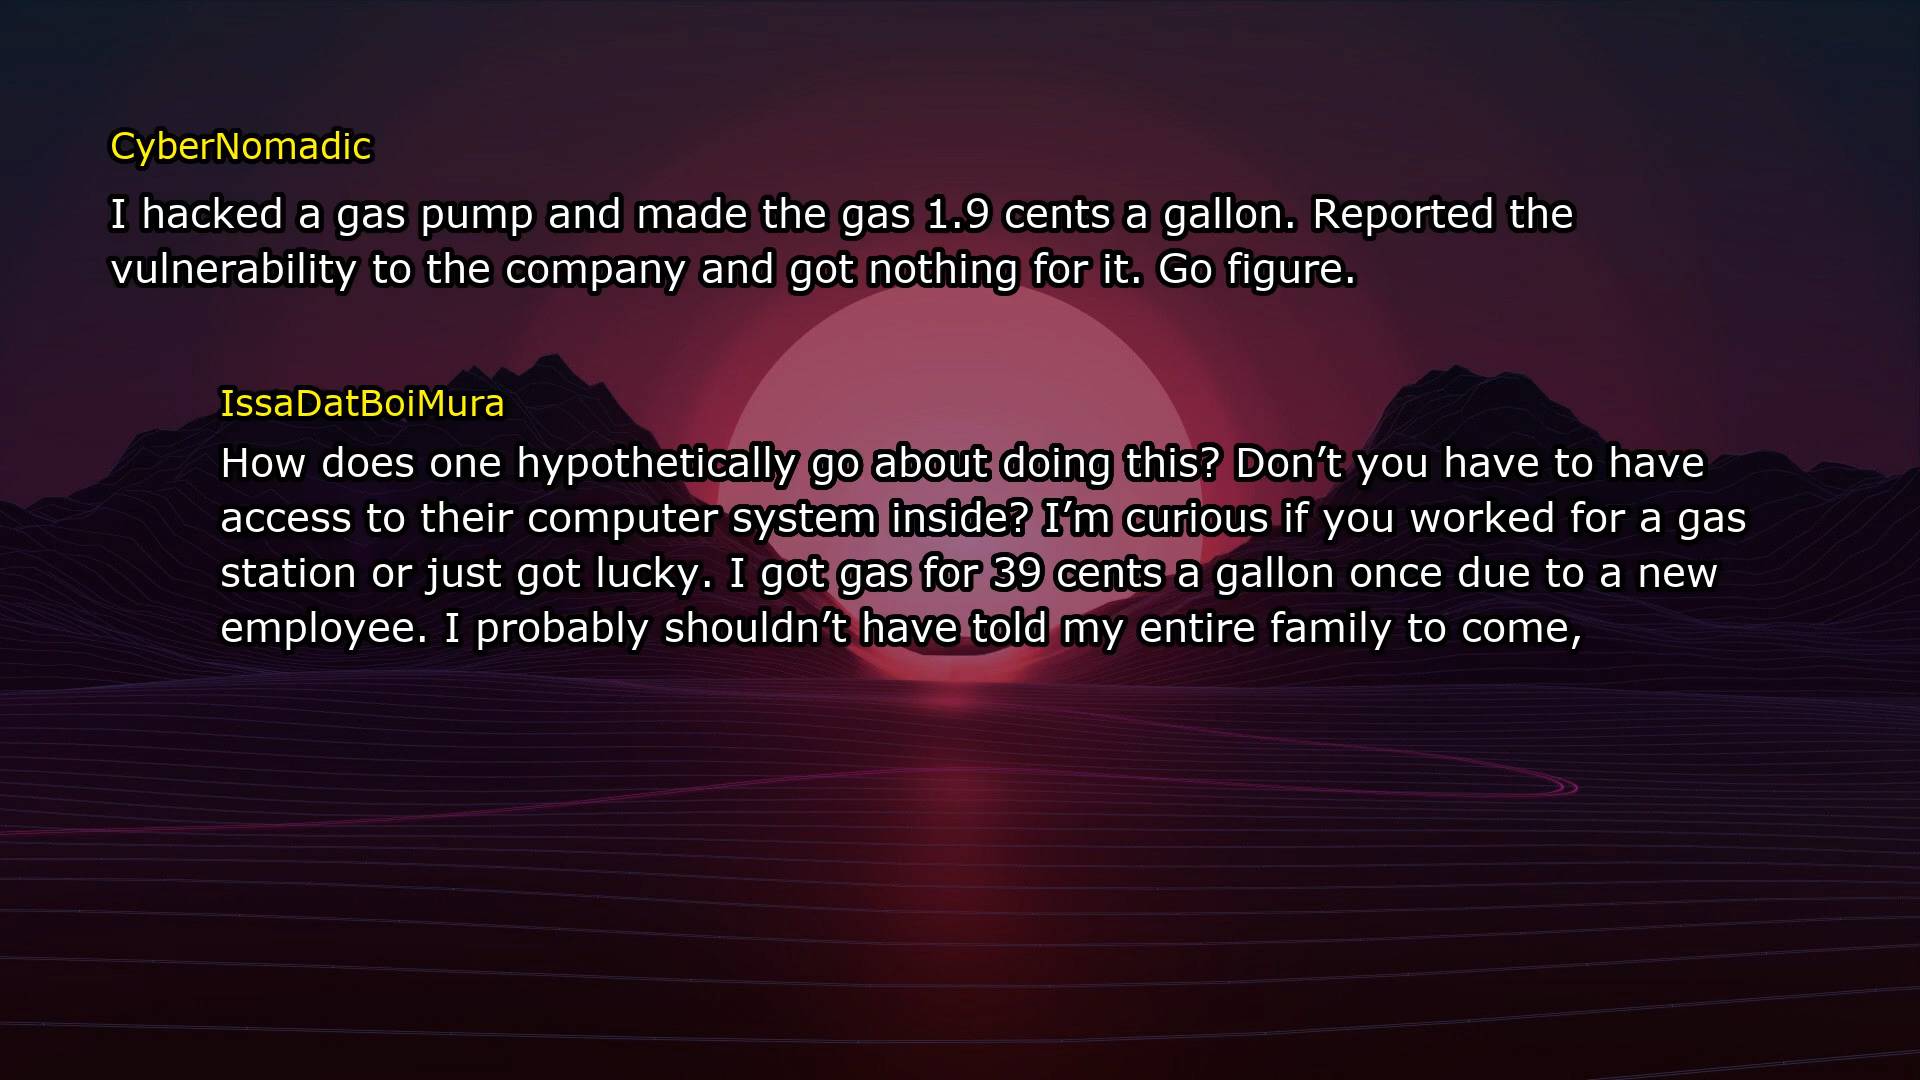 CyberNomadic
I hacked a gas pump and made the gas 1.9 cents a gallon. Reported the
vulnerability to the company and got nothing for it. Go figure.
IssaDatBoiMura
How does one hypothetically go about doing this? Don’t you have to have
access to their computer system inside? I’m curious if you worked for a gas
station or just got lucky. I got gas for 39 cents a gallon once due to a new
employee. I probably shouldn’t have told my entire family to come,